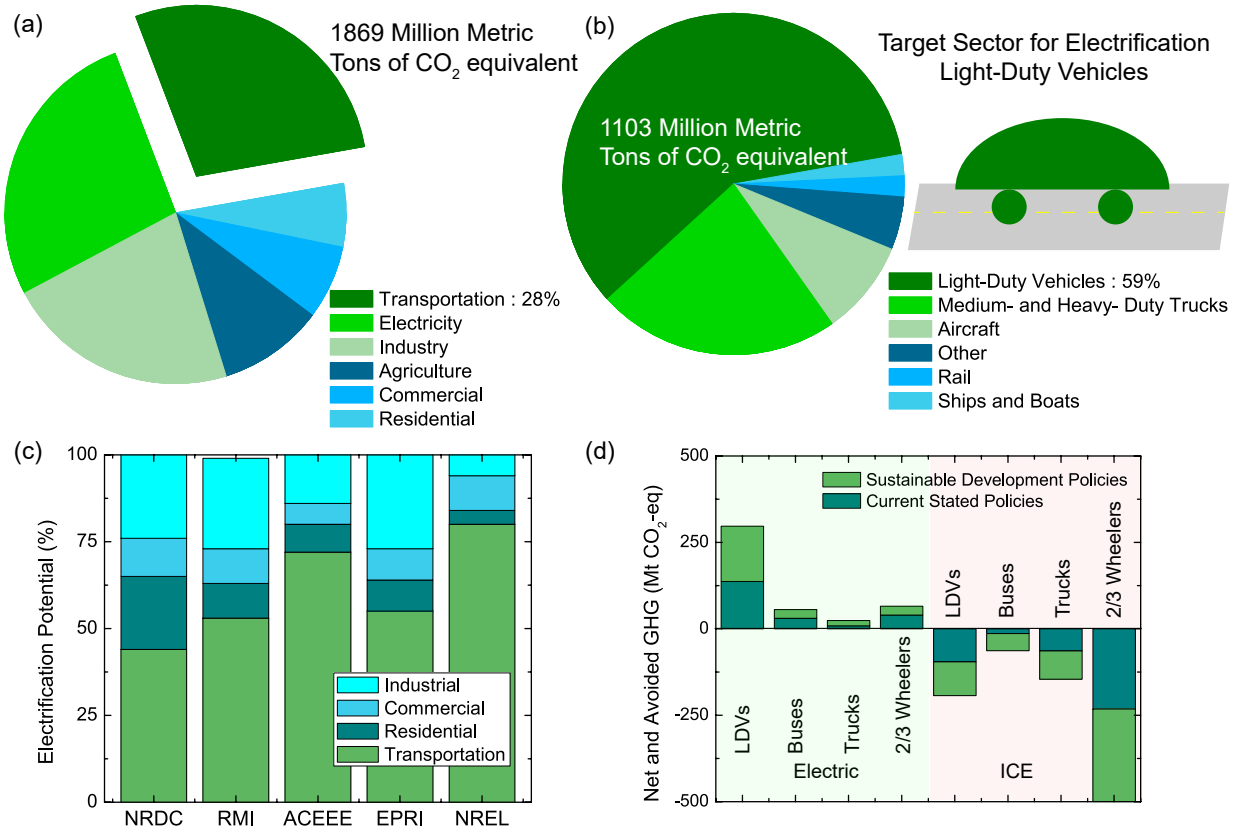 (a)
1869 Million Metric
Tons of CO2 equivalent
Transportation : 28%
Electricity
Industry
Agriculture
Commercial
Residential
(b)
Target Sector for Electrification
Light-Duty Vehicles
1103 Million Metric
Tons of CO2 equivalent
Light-Duty Vehicles : 59%
Medium- and Heavy- Duty Trucks
Aircraft
Other
Rail
Ships and Boats
(c)
Electrification Potential (%)
100
75
50
25
0
Industrial
Commercial
Residential
Transportation
NRDC RMI ACEEE EPRI NREL
(d)
Net and Avoided GHG (Mt CO2-eq)
500
250
0
-250
-500
Sustainable Development Policies
Current Stated Policies
LDVs
Buses
Trucks
2/3 Wheelers
LDVs
Buses
Trucks
2/3 Wheelers
Electric
ICE